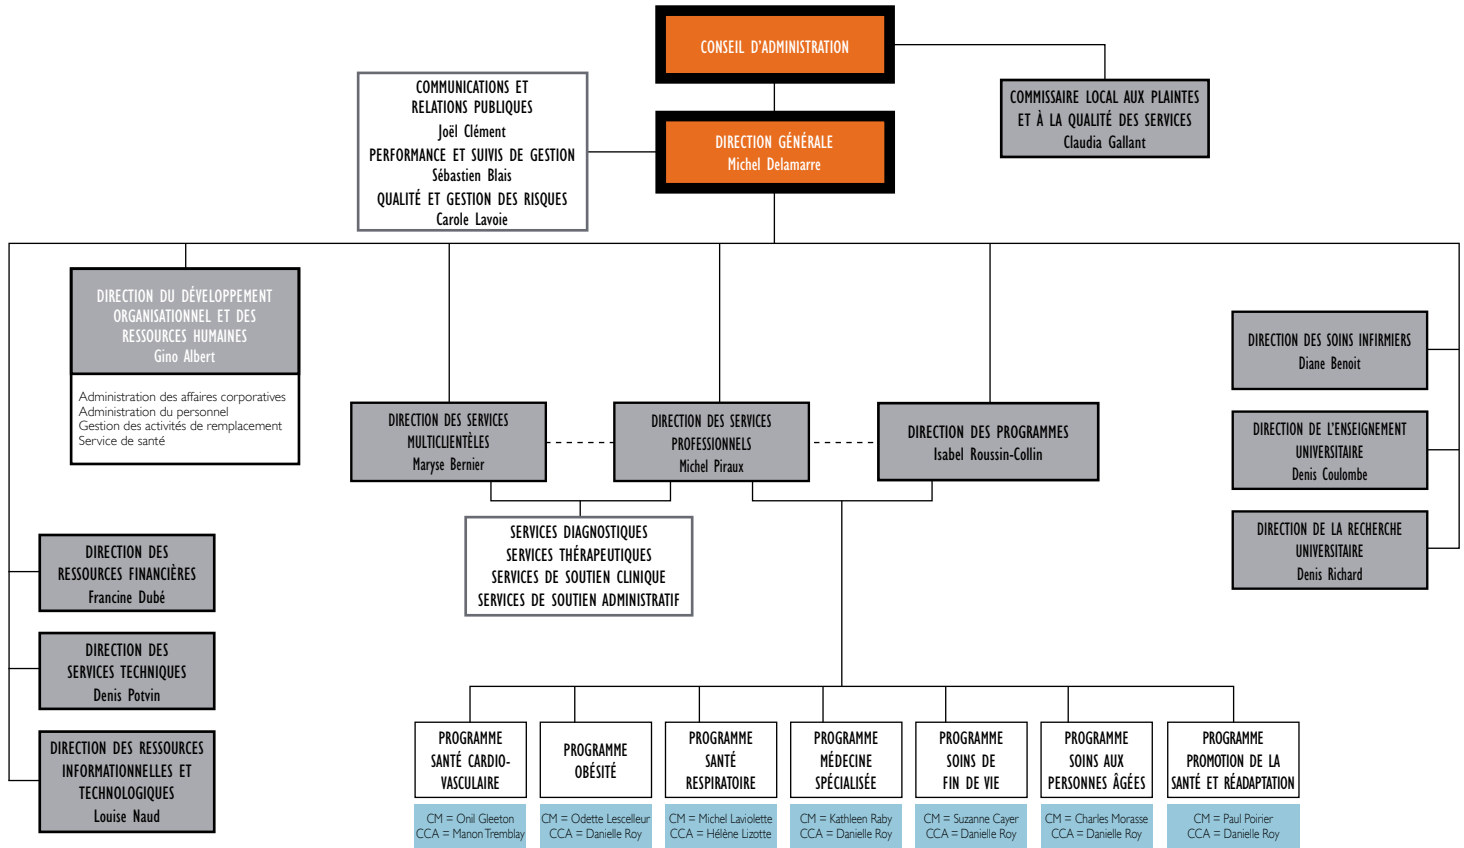 CONSEIL D'ADMINISTRATION
COMMUNICATIONS ET
RELATIONS PUBLIQUES
Joël Clément
PERFORMANCE ET SUIVIS DE GESTION
Sébastien Blais
QUALITÉ ET GESTION DES RISQUES
Carole Lavoie
DIRECTION GÉNÉRALE
Michel Delamarre
COMMISSAIRE LOCAL AUX PLAINTES
ET À LA QUALITÉ DES SERVICES
Claudia Gallant
DIRECTION DU DÉVELOPPEMENT
ORGANISATIONNEL ET DES
RESSOURCES HUMAINES
Gino Albert
Administration des affaires corporatives
Administration du personnel
Gestion des activités de remplacement
Service de santé
DIRECTION DES SERVICES
MULTICLIENTÈLES
Maryse Bernier
DIRECTION DES SERVICES
PROFESSIONNELS
Michel Piraux
DIRECTION DES PROGRAMMES
Isabel Roussin-Collin
DIRECTION DES SOINS INFIRMIERS
Diane Benoit
DIRECTION DE L'ENSEIGNEMENT
UNIVERSITAIRE
Denis Coulombe
DIRECTION DE LA RECHERCHE
UNIVERSITAIRE
Denis Richard
SERVICES DIAGNOSTIQUES
SERVICES THÉRAPEUTIQUES
SERVICES DE SOUTIEN CLINIQUE
SERVICES DE SOUTIEN ADMINISTRATIF
DIRECTION DES
RESSOURCES FINANCIÈRES
Francine Dubé
DIRECTION DES
SERVICES TECHNIQUES
Denis Potvin
DIRECTION DES RESSOURCES
INFORMATIONNELLES ET
TECHNOLOGIQUES
Louise Naud
PROGRAMME
SANTÉ CARDIO-
VASCULAIRE
CM = Onil Gleeton
CCA = Manon Tremblay
PROGRAMME
OBÉSITÉ
CM = Odette Lescelleur
CCA = Danielle Roy
PROGRAMME
SANTÉ
RESPIRATOIRE
CM = Michel Laviolette
CCA = Hélène Lizotte
PROGRAMME
MÉDECINE
SPÉCIALISÉE
CM = Kathleen Raby
CCA = Danielle Roy
PROGRAMME
SOINS DE
FIN DE VIE
CM = Suzanne Cayer
CCA = Danielle Roy
PROGRAMME
SOINS AUX
PERSONNES ÂGÉES
CM = Charles Morasse
CCA = Danielle Roy
PROGRAMME
PROMOTION DE LA
SANTÉ ET RÉADAPTATION
CM = Paul Poirier
CCA = Danielle Roy